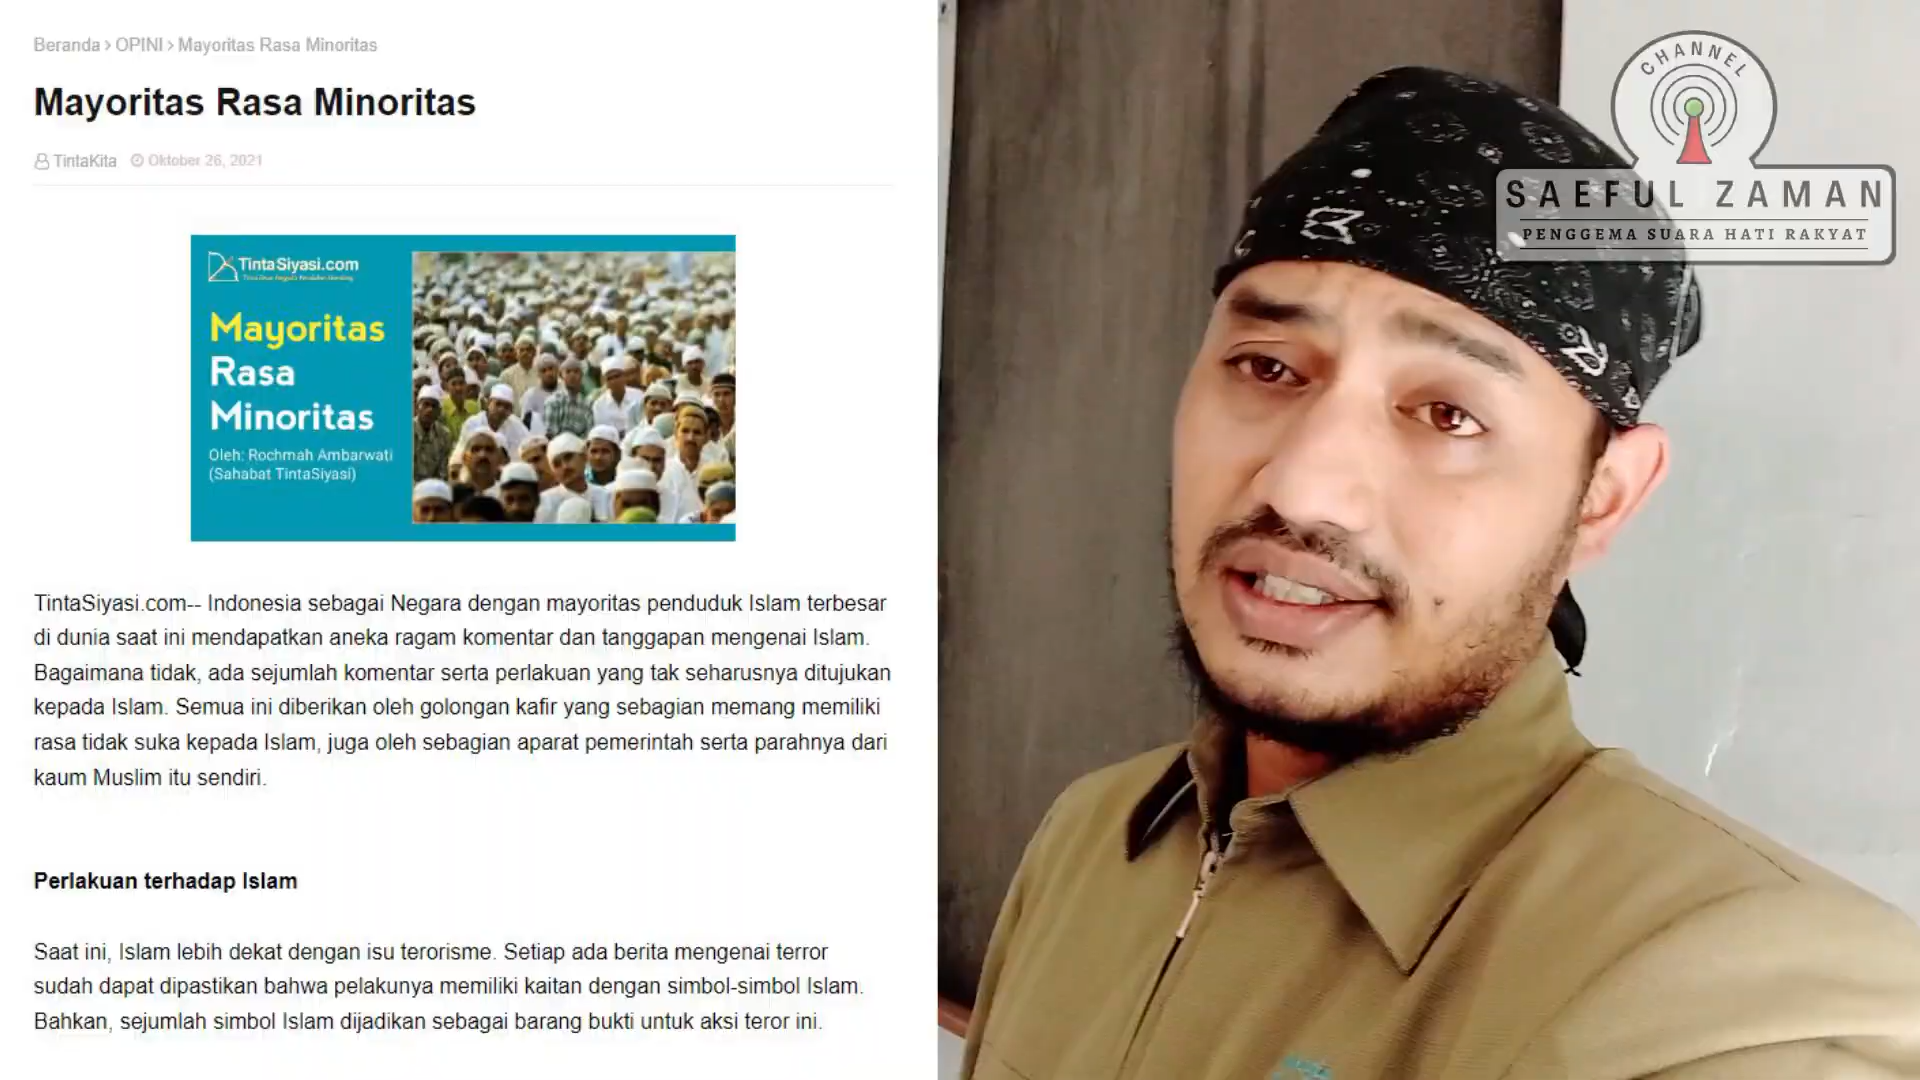 Beranda > OPINI > Mayoritas Rasa Minoritas
Mayoritas Rasa Minoritas
TintaKita Oktober 26, 2021
TintaSiyasi.com
Mayoritas
Rasa
Minoritas
Oleh: Rochmah Ambarwati
(Sahabat TintaSiyasi)
TintaSiyasi.com-- Indonesia sebagai Negara dengan mayoritas penduduk Islam terbesar
di dunia saat ini mendapatkan aneka ragam komentar dan tanggapan mengenai Islam.
Bagaimana tidak, ada sejumlah komentar serta perlakuan yang tak seharusnya ditujukan
kepada Islam. Semua ini diberikan oleh golongan kafir yang sebagian memang memiliki
rasa tidak suka kepada Islam, juga oleh sebagian aparat pemerintah serta parahnya dari
kaum Muslim itu sendiri.
Perlakuan terhadap Islam
Saat ini, Islam lebih dekat dengan isu terorisme. Setiap ada berita mengenai terror
sudah dapat dipastikan bahwa pelakunya memiliki kaitan dengan simbol-simbol Islam.
Bahkan, sejumlah simbol Islam dijadikan sebagai barang bukti untuk aksi teror ini.
CHANNEL
SAEFUL ZAMAN
PENGGEMA SUARA HATI RAKYAT